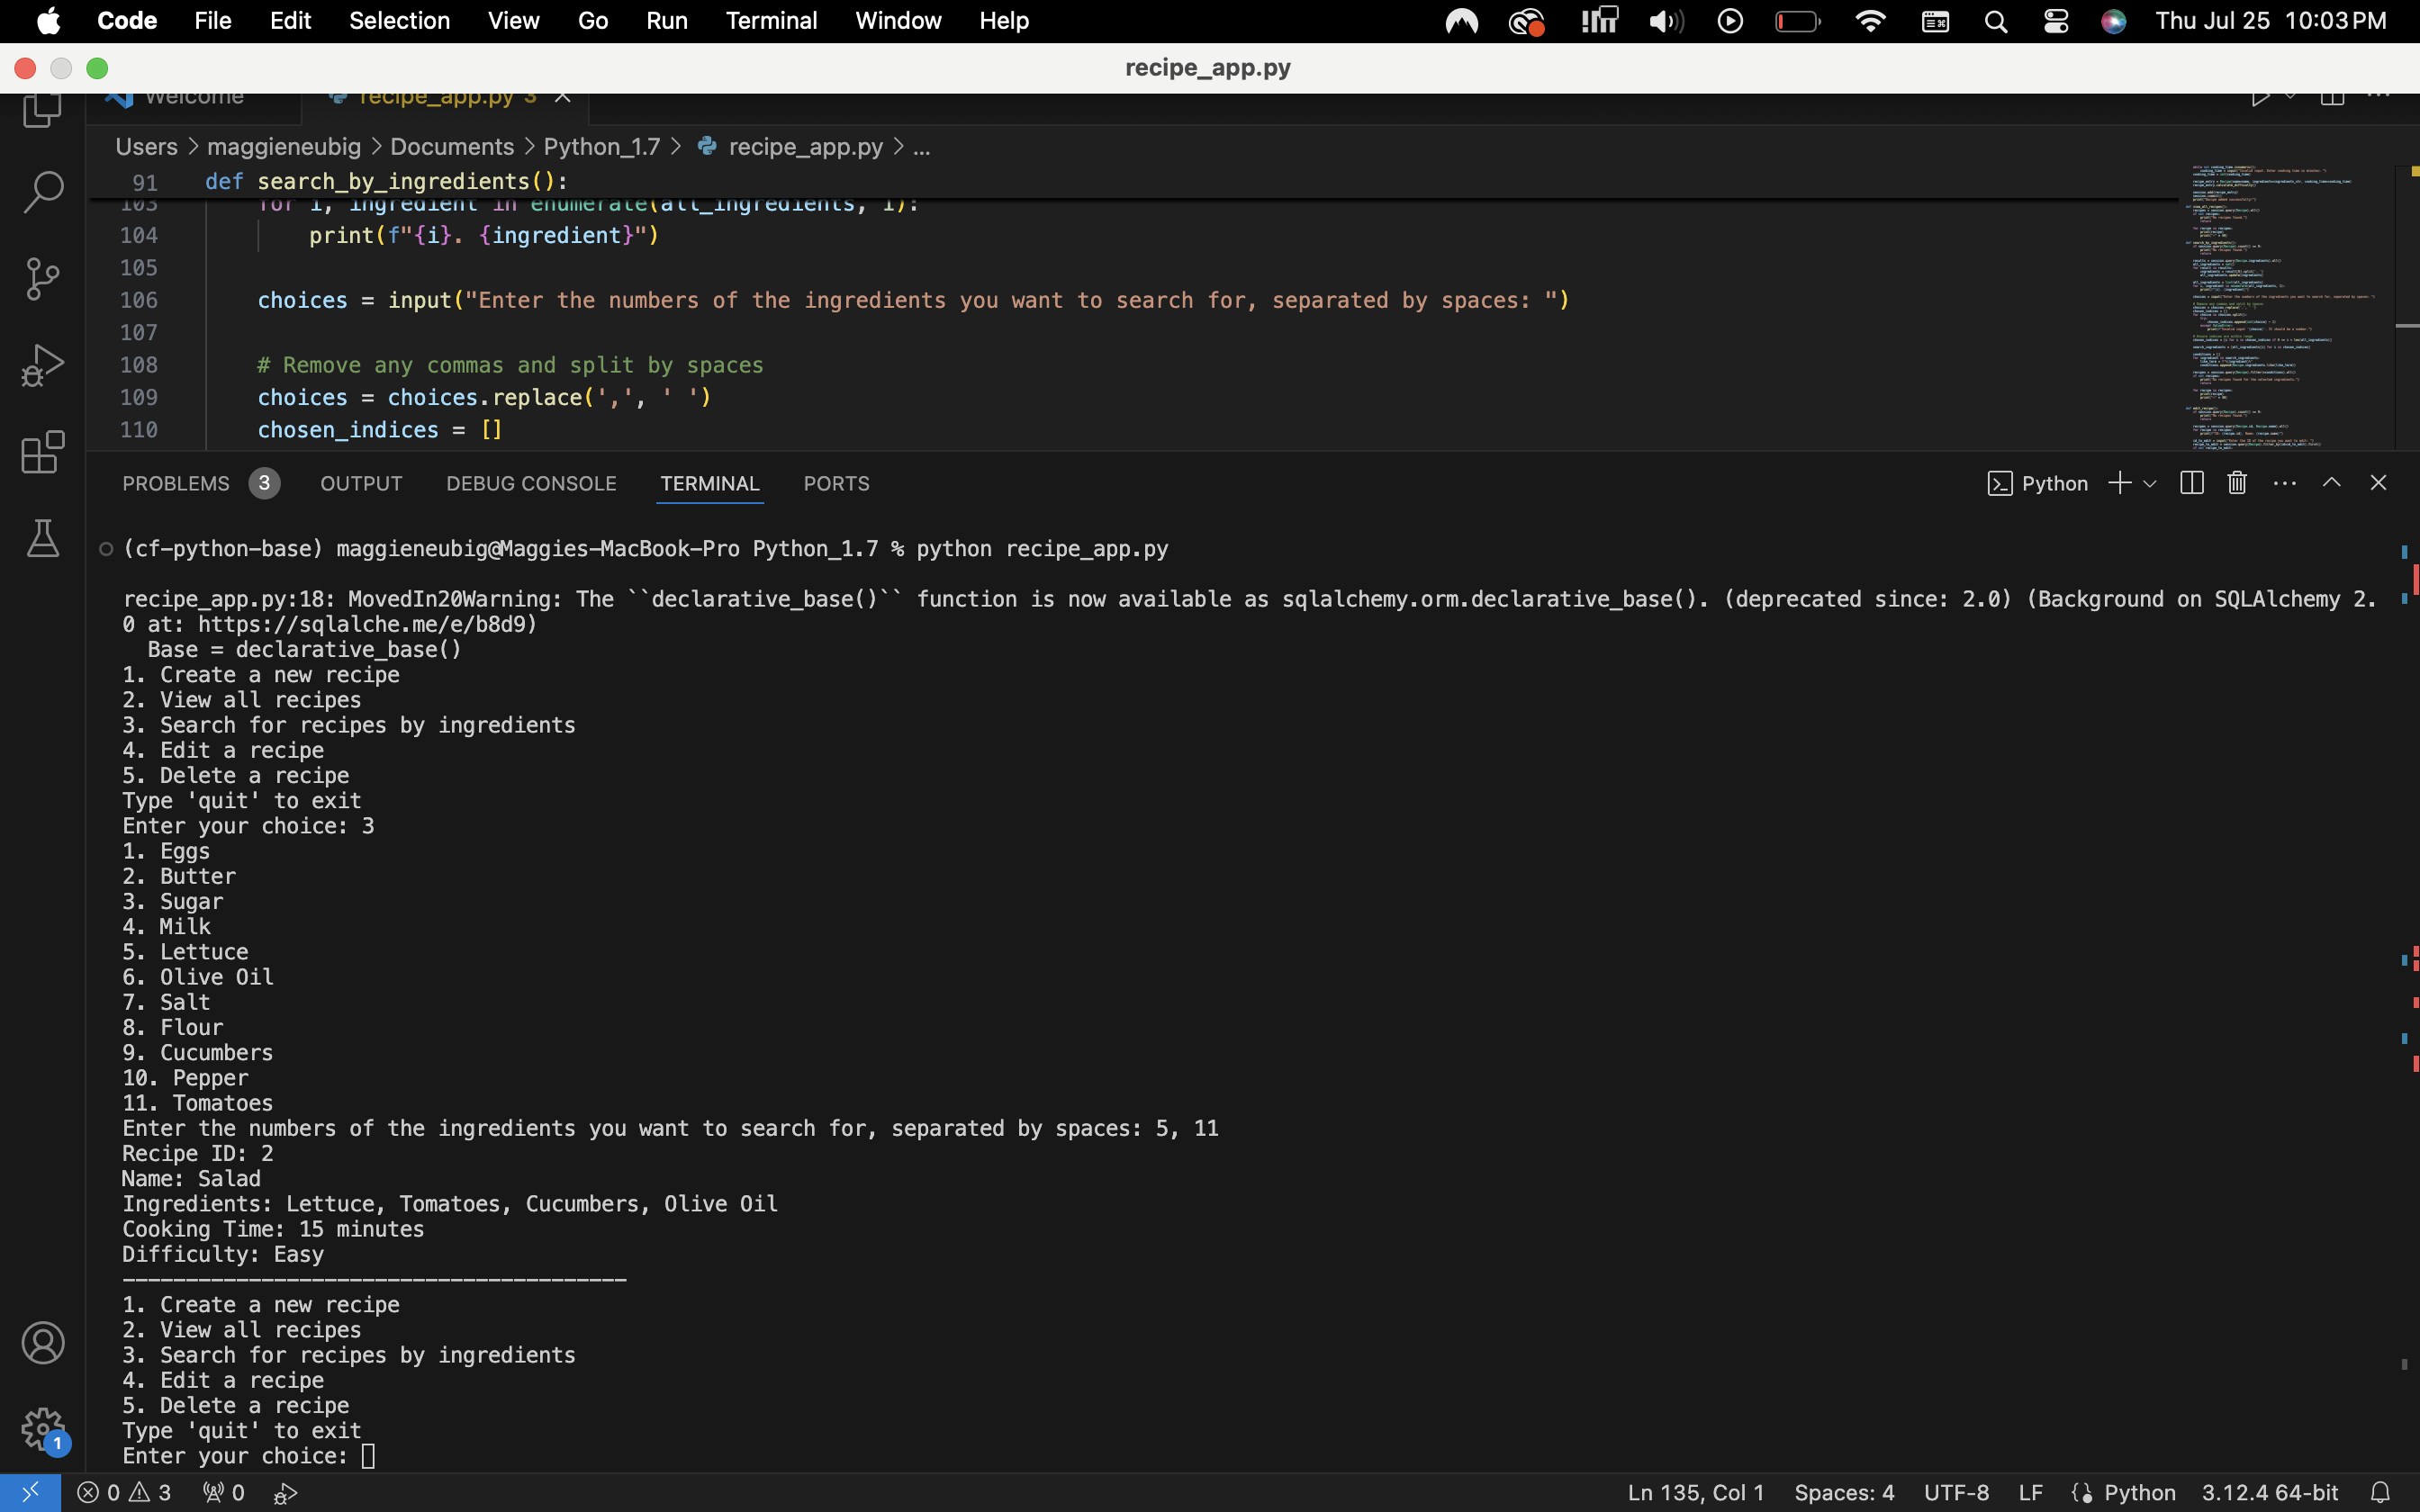 Code File Edit Selection View Go Run Terminal Window Help Thu Jul 25 10:03 PM
recipe_app.py
Welcome recipe_app.py 3
Users > maggieneubig > Documents > Python_1.7 > recipe_app.py > ...
91 def search_by_ingredients():
103 for i, ingredient in enumerate(all_ingredients, 1):
104 print(f"{i}. {ingredient}")
105
106 choices = input("Enter the numbers of the ingredients you want to search for, separated by spaces: ")
107
108 # Remove any commas and split by spaces
109 choices = choices.replace(',', ' ')
110 chosen_indices = []
PROBLEMS 3 OUTPUT DEBUG CONSOLE TERMINAL PORTS Python
(cf-python-base) maggieneubig@Maggies-MacBook-Pro Python_1.7 % python recipe_app.py
recipe_app.py:18: MovedIn20Warning: The ``declarative_base()`` function is now available as sqlalchemy.orm.declarative_base(). (deprecated since: 2.0) (Background on SQLAlchemy 2.
0 at: https://sqlalche.me/e/b8d9)
Base = declarative_base()
1. Create a new recipe
2. View all recipes
3. Search for recipes by ingredients
4. Edit a recipe
5. Delete a recipe
Type 'quit' to exit
Enter your choice: 3
1. Eggs
2. Butter
3. Sugar
4. Milk
5. Lettuce
6. Olive Oil
7. Salt
8. Flour
9. Cucumbers
10. Pepper
11. Tomatoes
Enter the numbers of the ingredients you want to search for, separated by spaces: 5, 11
Recipe ID: 2
Name: Salad
Ingredients: Lettuce, Tomatoes, Cucumbers, Olive Oil
Cooking Time: 15 minutes
Difficulty: Easy
----------------------------------------
1. Create a new recipe
2. View all recipes
3. Search for recipes by ingredients
4. Edit a recipe
5. Delete a recipe
Type 'quit' to exit
Enter your choice:
1
0 3 0 Ln 135, Col 1 Spaces: 4 UTF-8 LF Python 3.12.4 64-bit